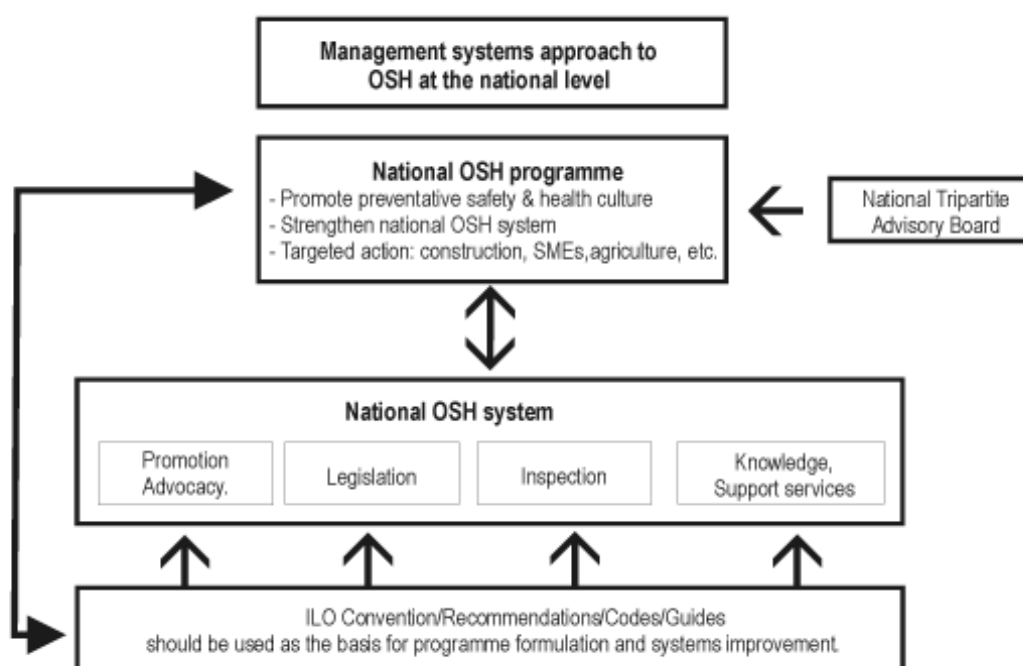 Management systems approach to
OSH at the national level
National OSH programme
- Promote preventative safety & health culture
- Strengthen national OSH system
- Targeted action: construction, SMEs,agriculture, etc.
National Tripartite
Advisory Board
National OSH system
Promotion
Advocacy.
Legislation
Inspection
Knowledge,
Support services
ILO Convention/Recommendations/Codes/Guides
should be used as the basis for programme formulation and systems improvement.